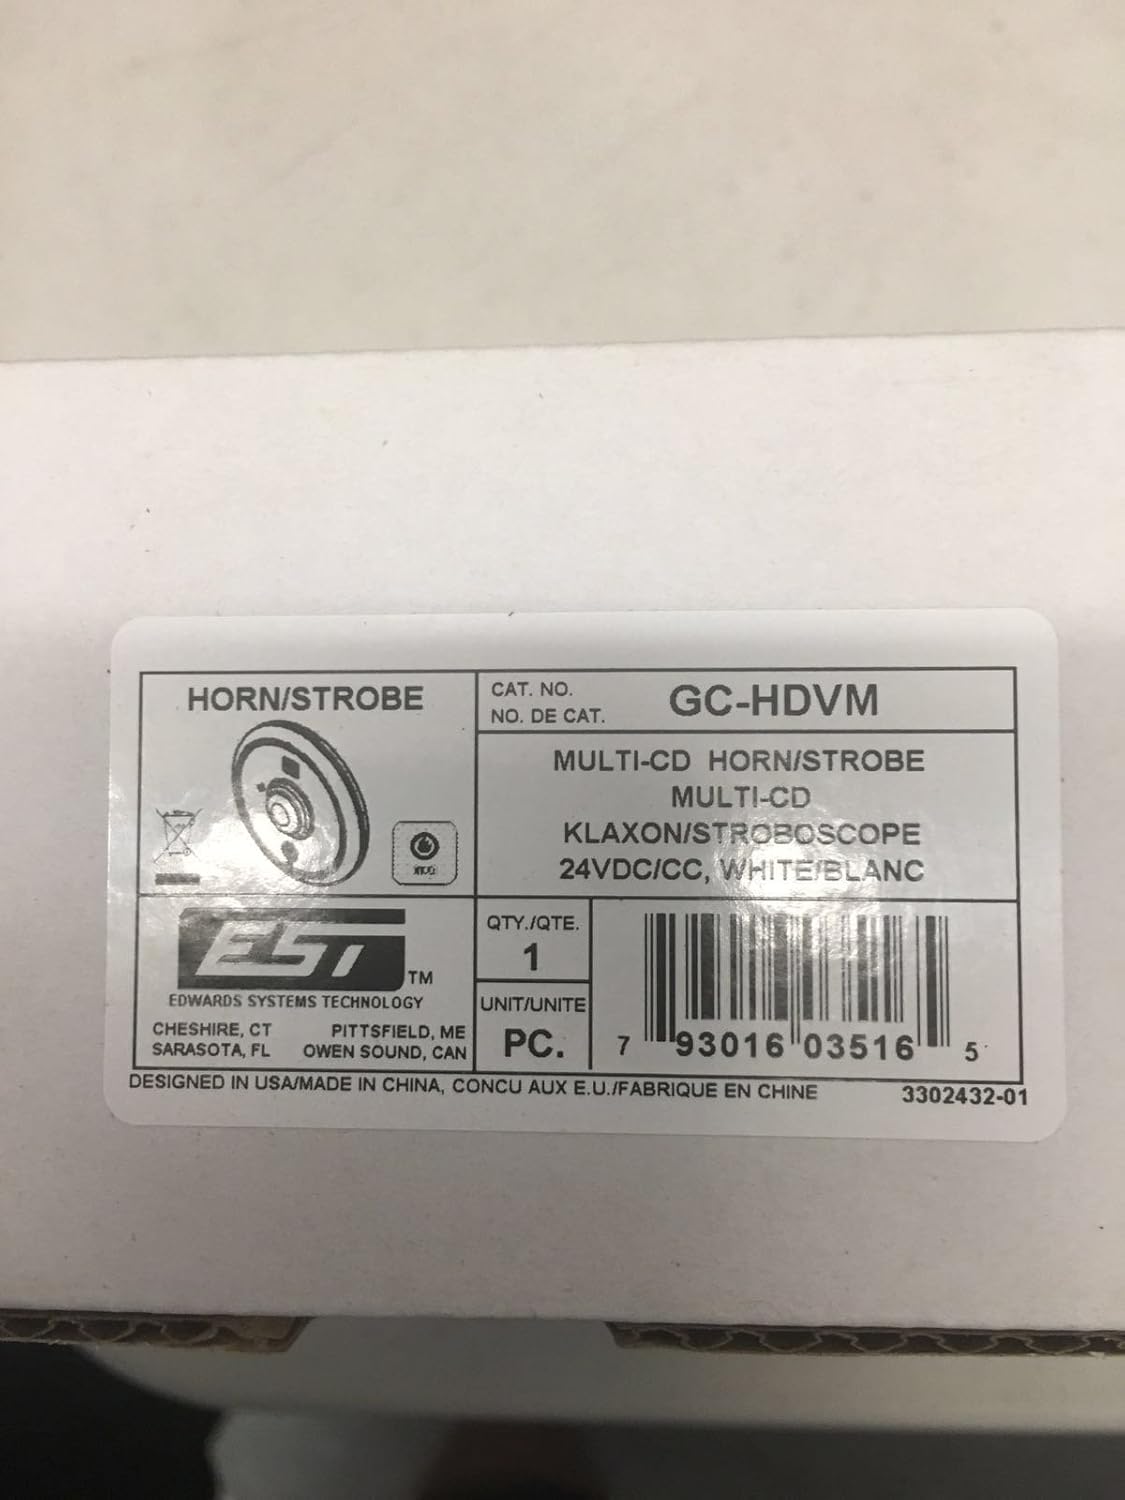 HORN/STROBE
CAT. NO.
NO. DE CAT.
GC-HDVM
MULTI-CD HORN/STROBE
MULTI-CD
KLAXON/STROBOSCOPE
24VDC/CC, WHITE/BLANC
EST
TM
EDWARDS SYSTEMS TECHNOLOGY
CHESHIRE, CT PITTSFIELD, ME
SARASOTA, FL OWEN SOUND, CAN
QTY./QTE.
1
UNIT/UNITE
PC.
7 93016 03516 5
DESIGNED IN USA/MADE IN CHINA, CONCU AUX E.U./FABRIQUE EN CHINE
3302432-01